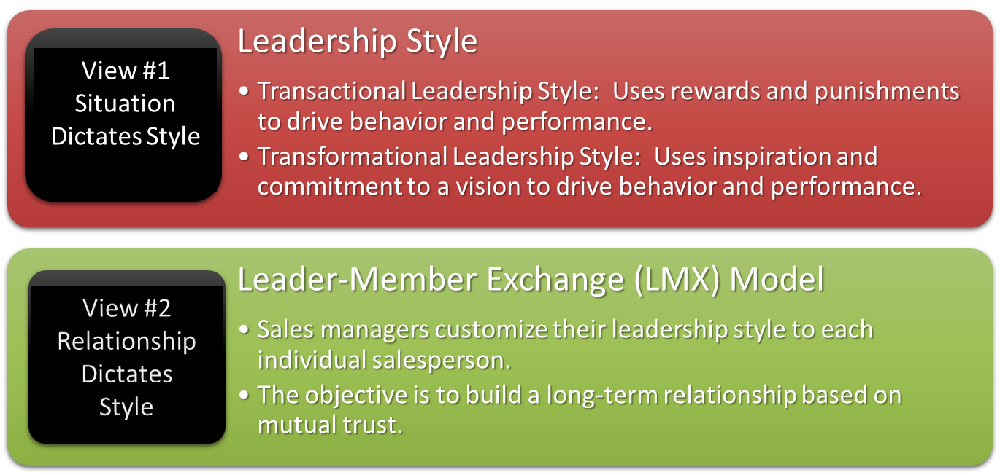 View #1
Situation
Dictates Style
Leadership Style
• Transactional Leadership Style:  Uses rewards and punishments
to drive behavior and performance.
• Transformational Leadership Style:  Uses inspiration and
commitment to a vision to drive behavior and performance.
View #2
Relationship
Dictates
Style
Leader-Member Exchange (LMX) Model
• Sales managers customize their leadership style to each
individual salesperson.
• The objective is to build a long-term relationship based on
mutual trust.